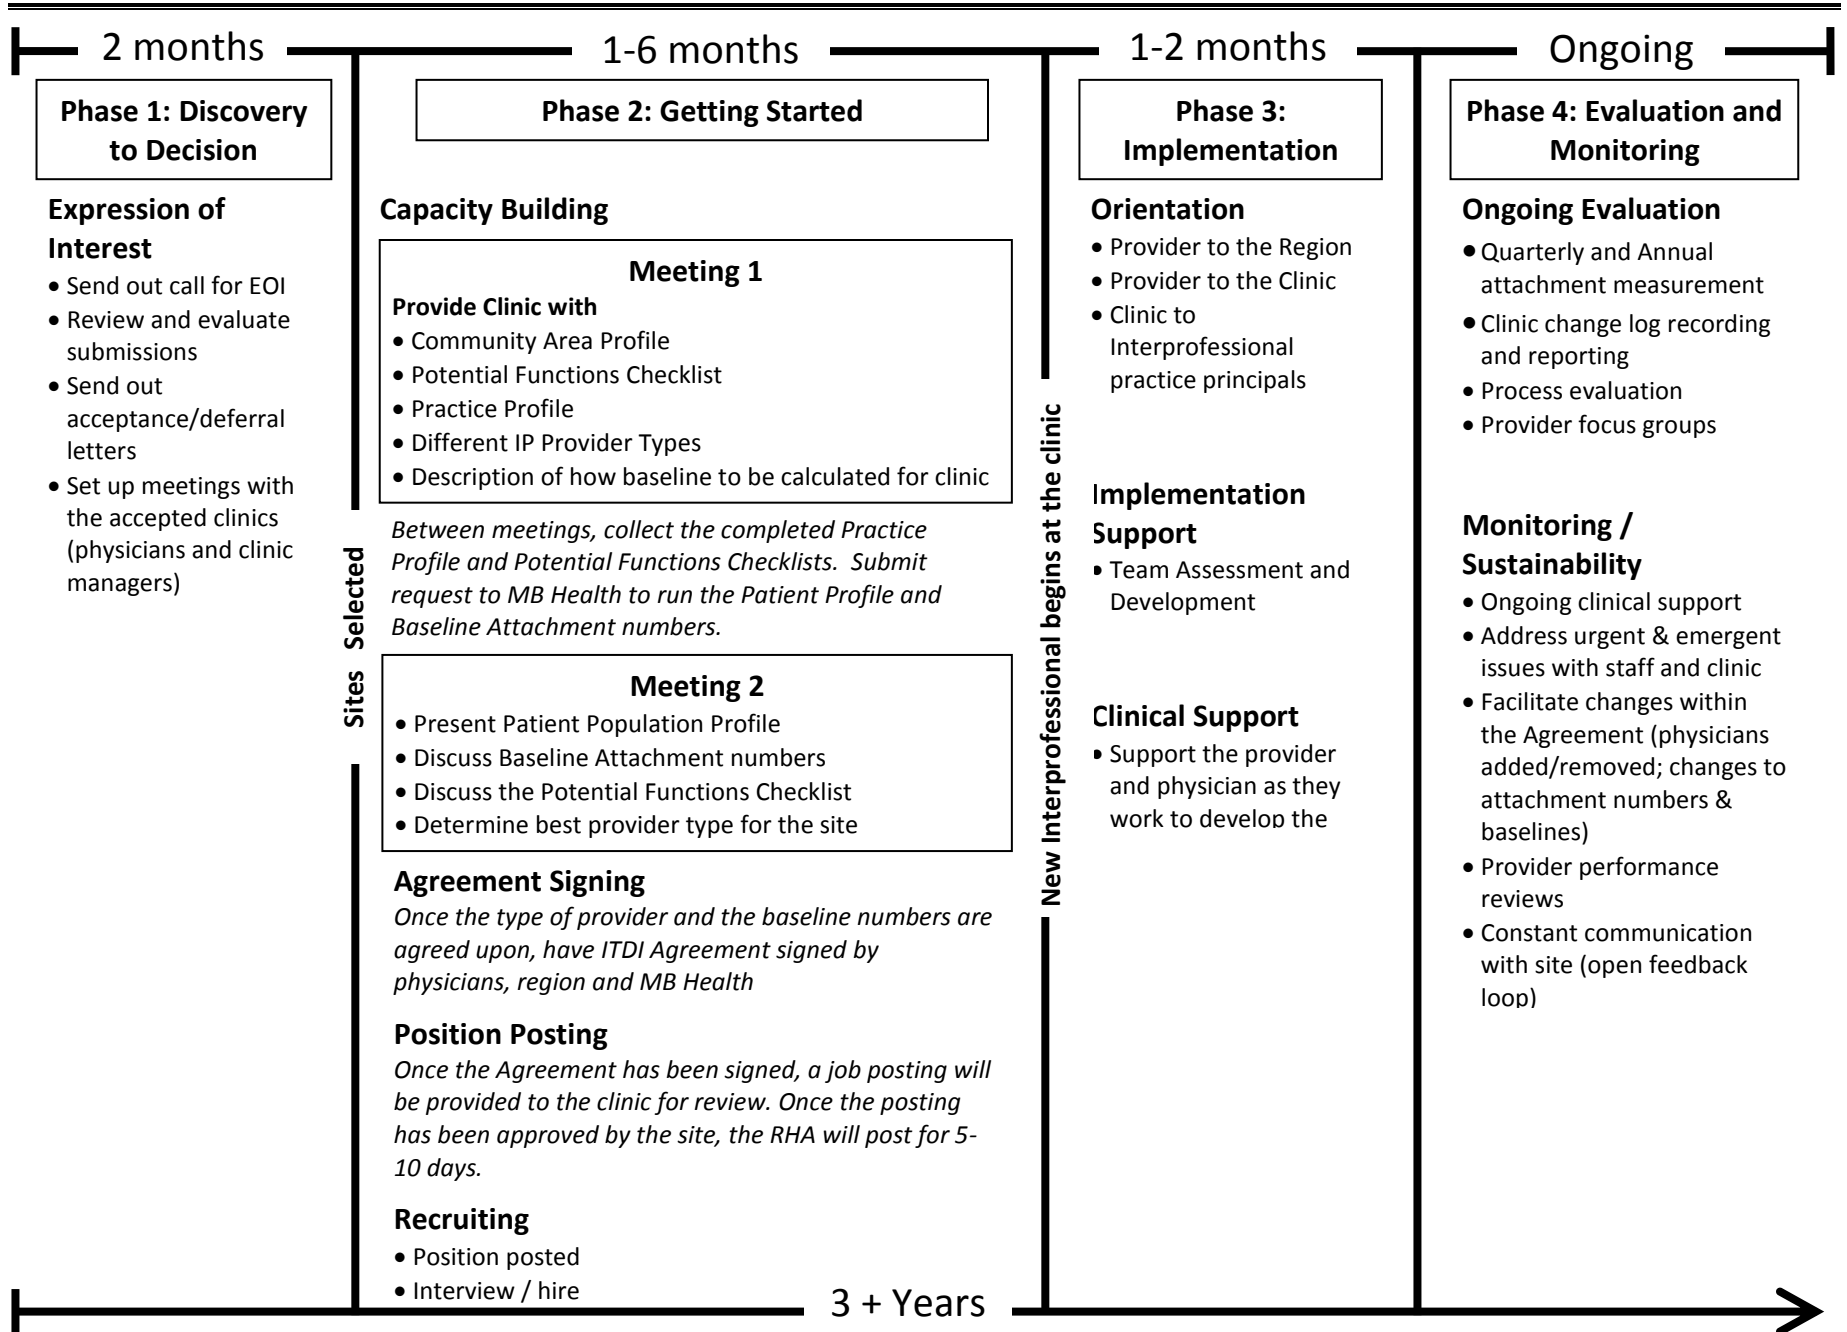 2 months
1-6 months
1-2 months
Ongoing
Phase 1: Discovery
to Decision
Expression of
Interest
• Send out call for EOI
• Review and evaluate
submissions
• Send out
acceptance/deferral
letters
• Set up meetings with
the accepted clinics
(physicians and clinic
managers)
Sites Selected
Phase 2: Getting Started
Capacity Building
Meeting 1
Provide Clinic with
• Community Area Profile
• Potential Functions Checklist
• Practice Profile
• Different IP Provider Types
• Description of how baseline to be calculated for clinic
Between meetings, collect the completed Practice
Profile and Potential Functions Checklists. Submit
request to MB Health to run the Patient Profile and
Baseline Attachment numbers.
Meeting 2
• Present Patient Population Profile
• Discuss Baseline Attachment numbers
• Discuss the Potential Functions Checklist
• Determine best provider type for the site
Agreement Signing
Once the type of provider and the baseline numbers are
agreed upon, have ITDI Agreement signed by
physicians, region and MB Health
Position Posting
Once the Agreement has been signed, a job posting will
be provided to the clinic for review. Once the posting
has been approved by the site, the RHA will post for 5-
10 days.
Recruiting
• Position posted
• Interview / hire
New Interprofessional begins at the clinic
Phase 3:
Implementation
Orientation
• Provider to the Region
• Provider to the Clinic
• Clinic to
Interprofessional
practice principals
Implementation
Support
• Team Assessment and
Development
Clinical Support
• Support the provider
and physician as they
work to develop the
Phase 4: Evaluation and
Monitoring
Ongoing Evaluation
• Quarterly and Annual
attachment measurement
• Clinic change log recording
and reporting
• Process evaluation
• Provider focus groups
Monitoring /
Sustainability
• Ongoing clinical support
• Address urgent & emergent
issues with staff and clinic
• Facilitate changes within
the Agreement (physicians
added/removed; changes to
attachment numbers &
baselines)
• Provider performance
reviews
• Constant communication
with site (open feedback
loop)
3 + Years